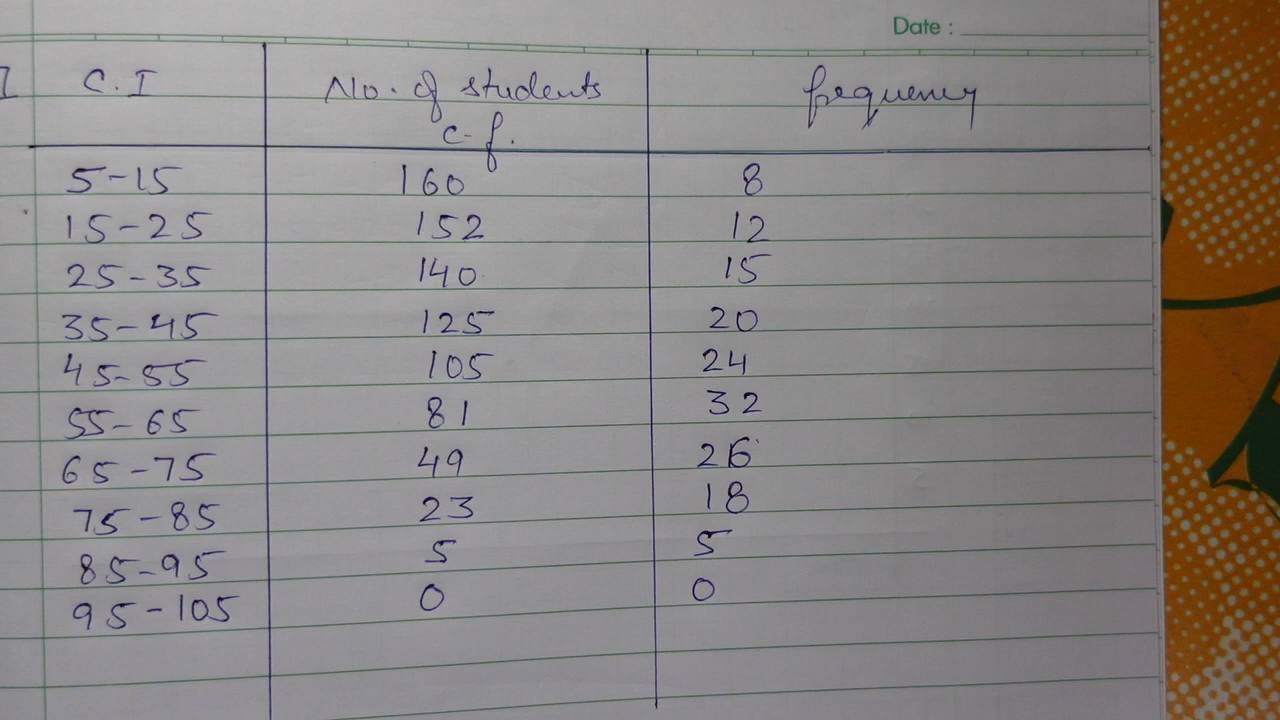 Date :
C.I No. of students frequency
c.f.
5-15 160 8
15-25 152 12
25-35 140 15
35-45 125 20
45-55 105 24
55-65 81 32
65-75 49 26
75-85 23 18
85-95 5 5
95-105 0 0